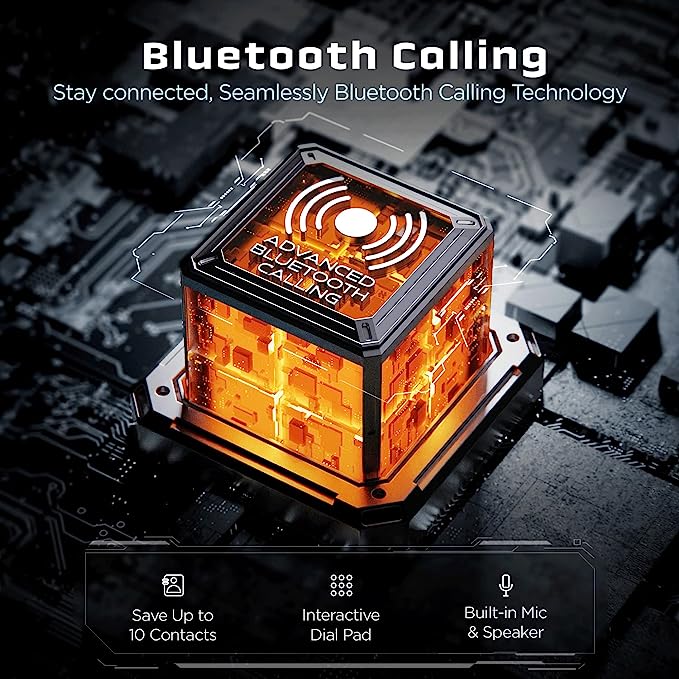 Bluetooth Calling
Stay connected, Seamlessly Bluetooth Calling Technology
ADVANCED
BLUETOOTH
CALLING
Save Up to
10 Contacts
Interactive
Dial Pad
Built-in Mic
& Speaker